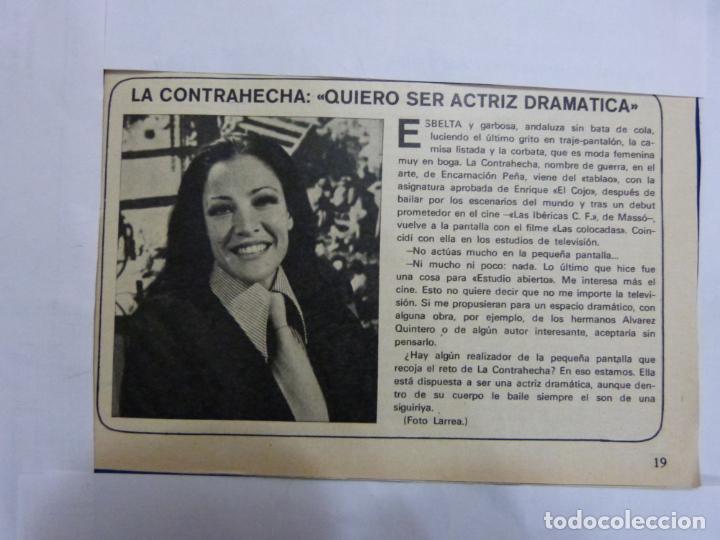 LA CONTRAHECHA: «QUIERO SER ACTRIZ DRAMATICA»
ESBELTA y garbosa, andaluza sin bata de cola,
luciendo el último grito en traje-pantalón, la ca-
misa listada y la corbata, que es moda femenina
muy en boga. La Contrahecha, nombre de guerra, en el
arte, de Encarnación Peña, viene del «tablao», con la
asignatura aprobada de Enrique «El Cojo», después de
bailar por los escenarios del mundo y tras un debut
prometedor en el cine —«Las Ibéricas C. F.», de Massó—,
vuelve a la pantalla con el filme «Las colocadas». Coin-
cidí con ella en los estudios de televisión.
—No actúas mucho en la pequeña pantalla...
—Ni mucho ni poco: nada. Lo último que hice fue
una cosa para «Estudio abierto». Me interesa más el
cine. Esto no quiere decir que no me importe la televi-
sión. Si me propusieran para un espacio dramático, con
alguna obra, por ejemplo, de los hermanos Alvarez
Quintero o de algún autor interesante, aceptaría sin
pensarlo.
¿Hay algún realizador de la pequeña pantalla que
recoja el reto de La Contrahecha? En eso estamos. Ella
está dispuesta a ser una actriz dramática, aunque den-
tro de su cuerpo le baile siempre el son de una
siguiriya.
(Foto Larrea.)
19
todocoleccion.net